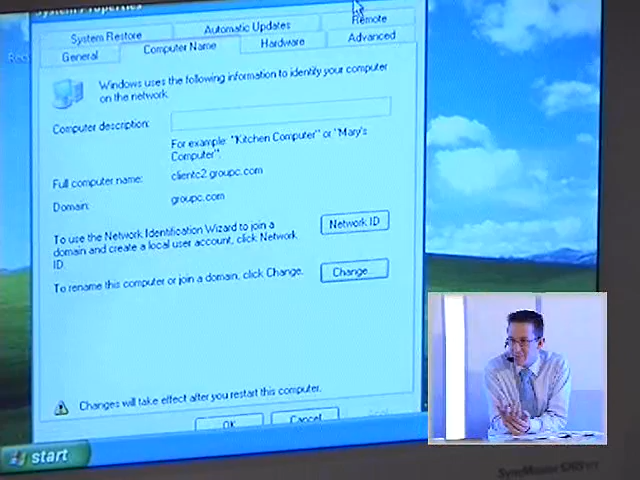 System Properties
System Restore
Automatic Updates
Remote
General
Computer Name
Hardware
Advanced
Windows uses the following information to identify your computer
on the network.
Computer description:
For example: "Kitchen Computer" or "Mary's
Computer".
Full computer name:
clientc2.groupc.com
Domain:
groupc.com
To use the Network Identification Wizard to join a
domain and create a local user account, click Network
ID.
Network ID
To rename this computer or join a domain, click Change.
Change...
Changes will take effect after you restart this computer.
OK
Cancel
start